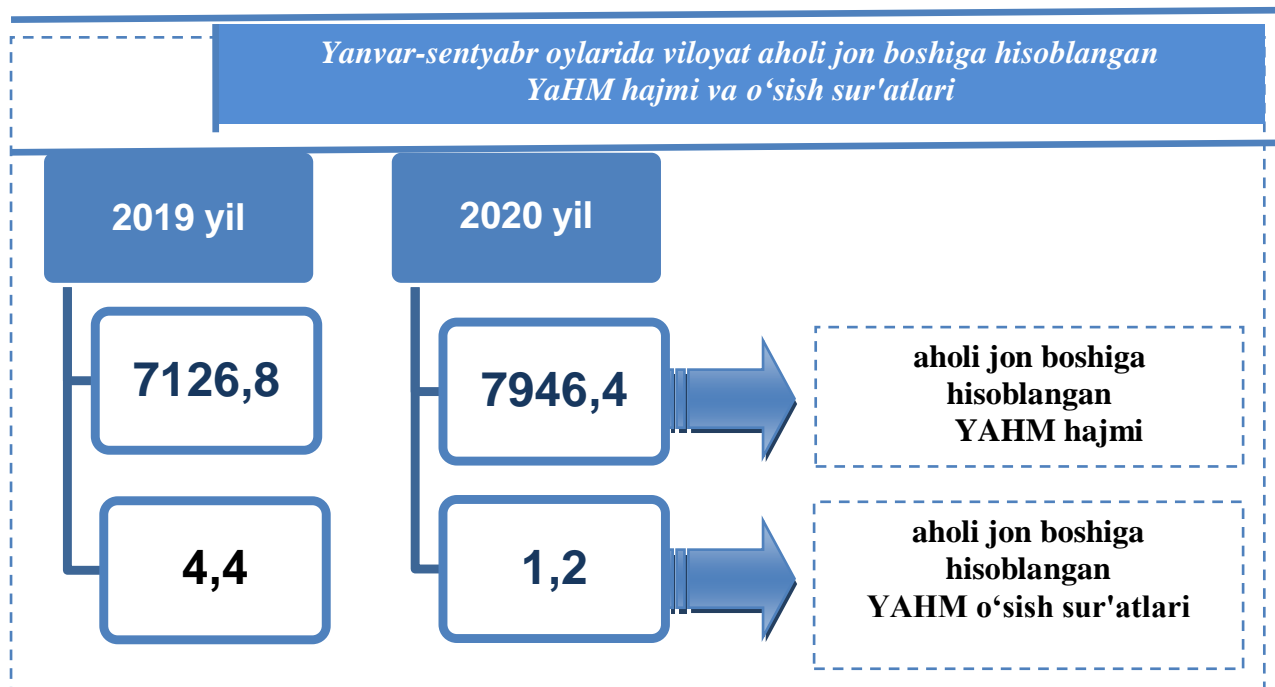 Yanvar-sentyabr oylarida viloyat aholi jon boshiga hisoblangan
YaHM hajmi va o‘sish sur'atlari
2019 yil
2020 yil
7126,8
7946,4
aholi jon boshiga
hisoblangan
YAHM hajmi
4,4
1,2
aholi jon boshiga
hisoblangan
YAHM o‘sish sur'atlari